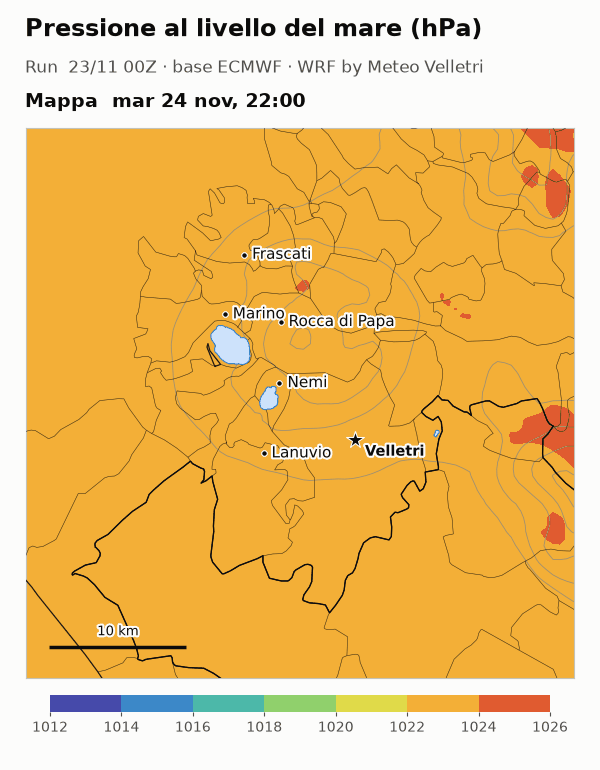 Pressione al livello del mare (hPa)
Run  23/11 00Z · base ECMWF · WRF by Meteo Velletri
Mappa  mar 24 nov, 22:00
Frascati
Marino
Rocca di Papa
Nemi
Velletri
Lanuvio
10 km
1012 1014 1016 1018 1020 1022 1024 1026